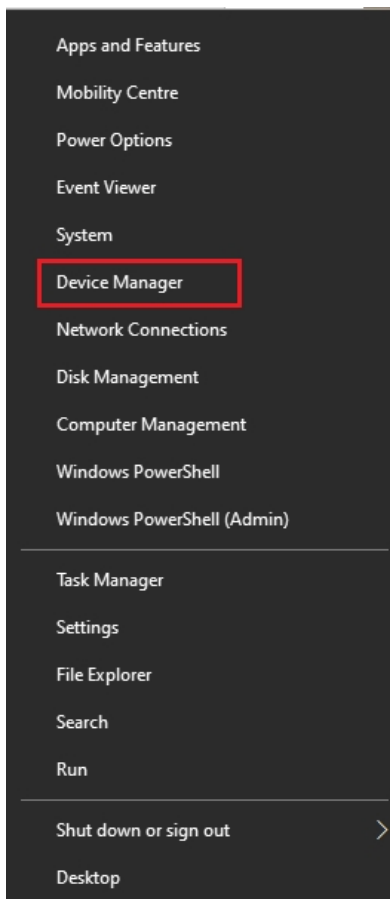 Apps and Features
Mobility Centre
Power Options
Event Viewer
System
Device Manager
Network Connections
Disk Management
Computer Management
Windows PowerShell
Windows PowerShell (Admin)
Task Manager
Settings
File Explorer
Search
Run
Shut down or sign out
Desktop